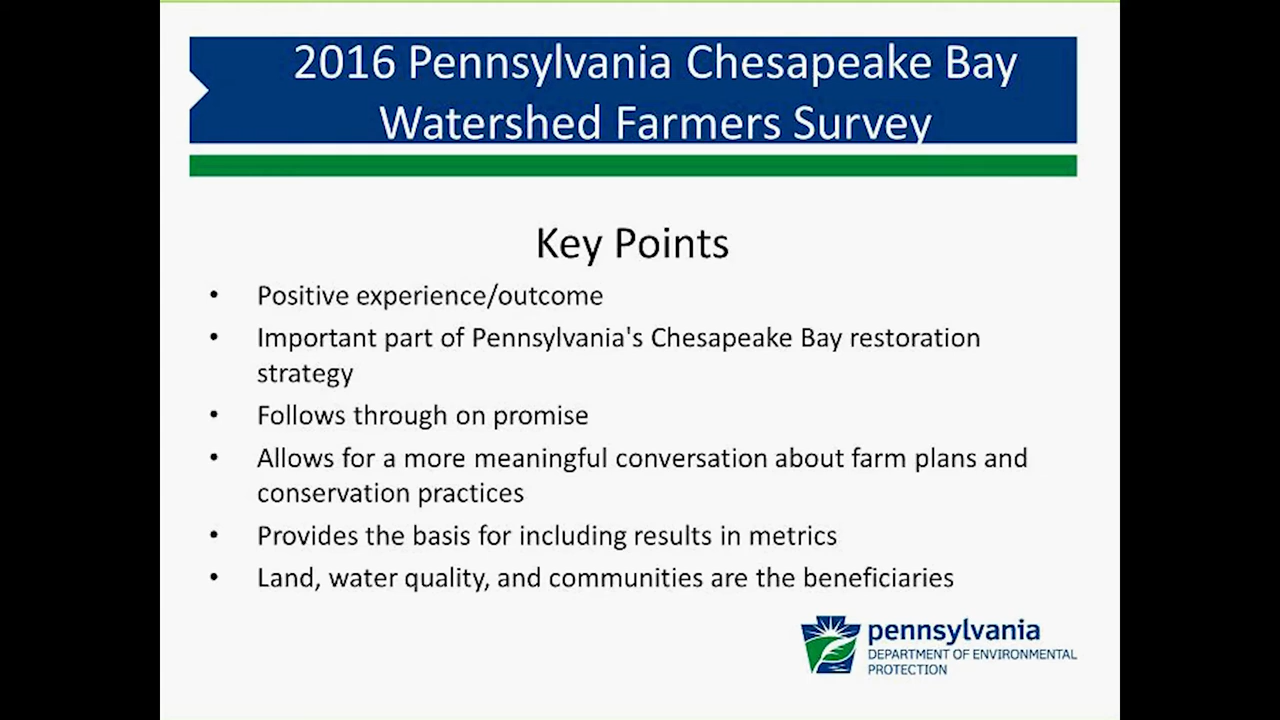 2016 Pennsylvania Chesapeake Bay
Watershed Farmers Survey
Key Points
• Positive experience/outcome
• Important part of Pennsylvania's Chesapeake Bay restoration
strategy
• Follows through on promise
• Allows for a more meaningful conversation about farm plans and
conservation practices
• Provides the basis for including results in metrics
• Land, water quality, and communities are the beneficiaries
pennsylvania
DEPARTMENT OF ENVIRONMENTAL
PROTECTION